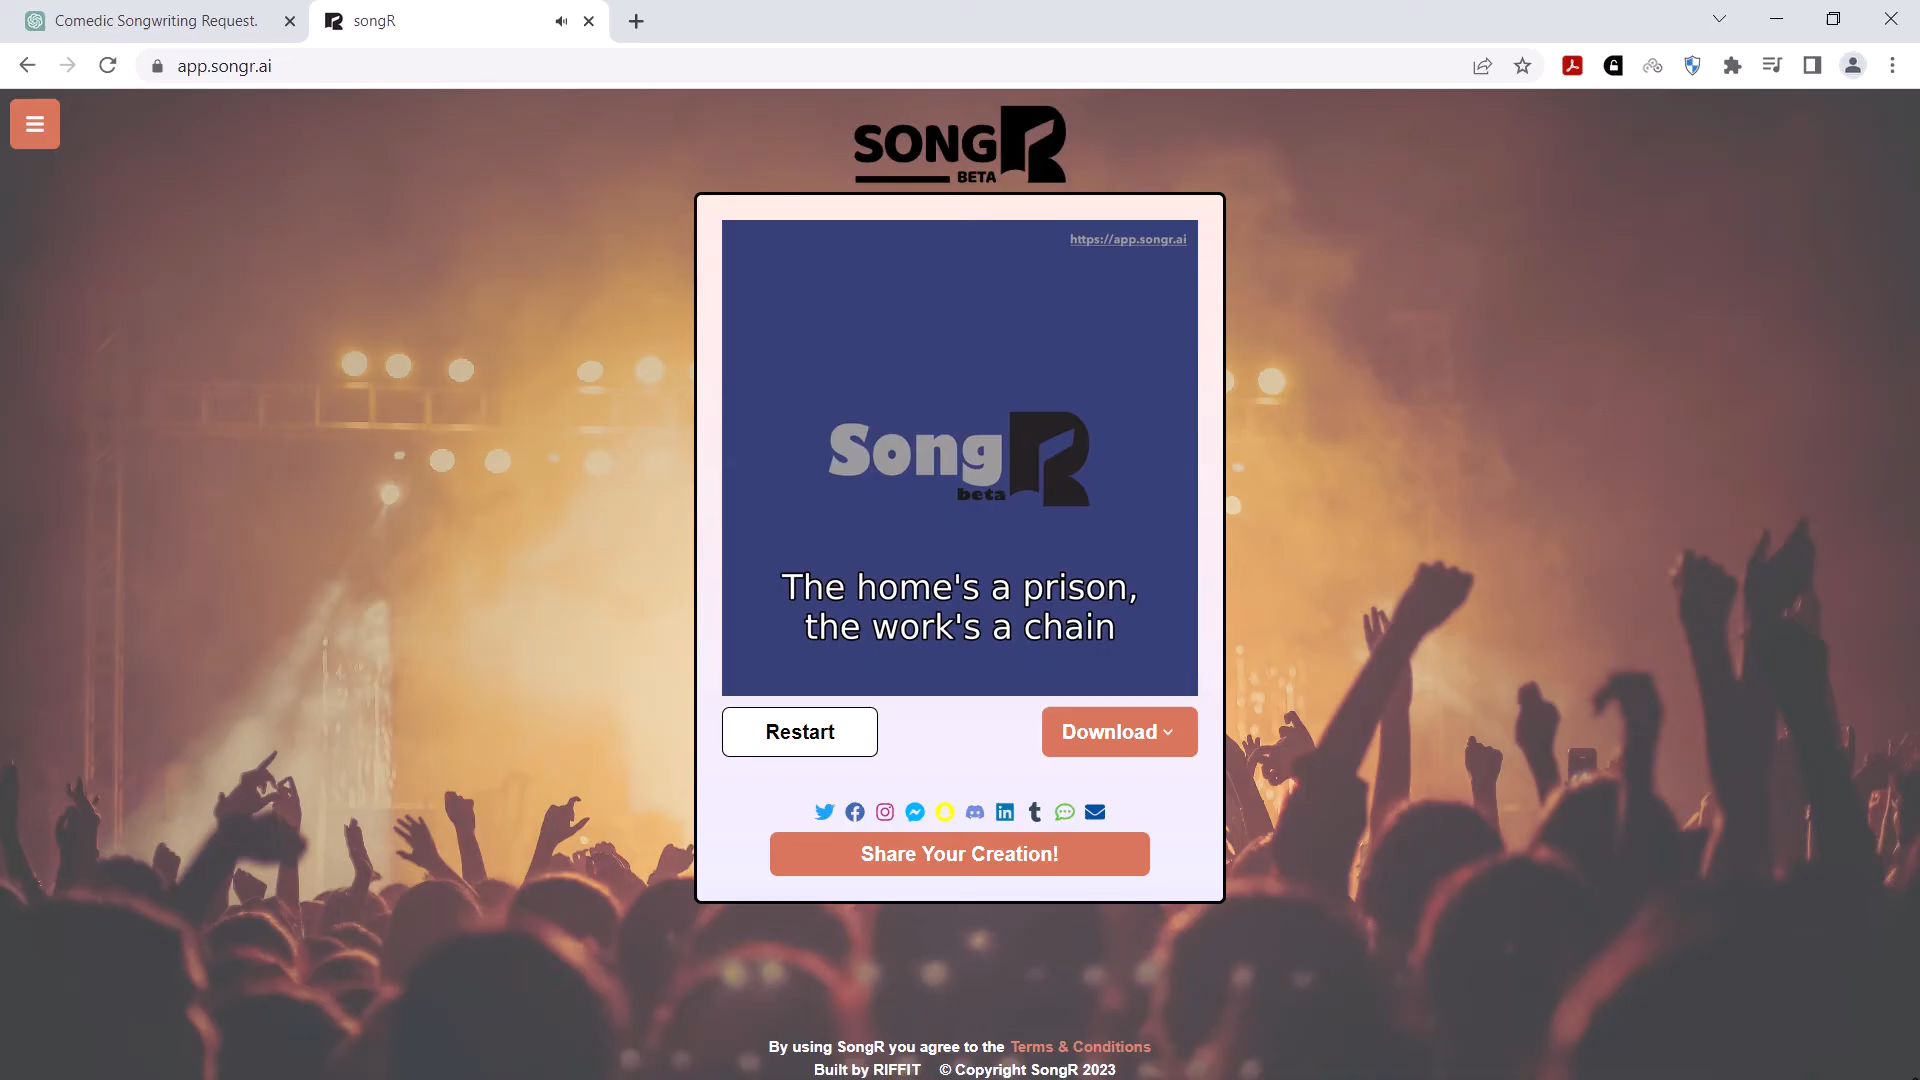 Comedic Songwriting Request.
songR
app.songr.ai
SONGR
BETA
https://app.songr.ai
SongR
beta
The home's a prison,
the work's a chain
Restart
Download
Share Your Creation!
By using SongR you agree to the Terms & Conditions
Built by RIFFIT © Copyright SongR 2023